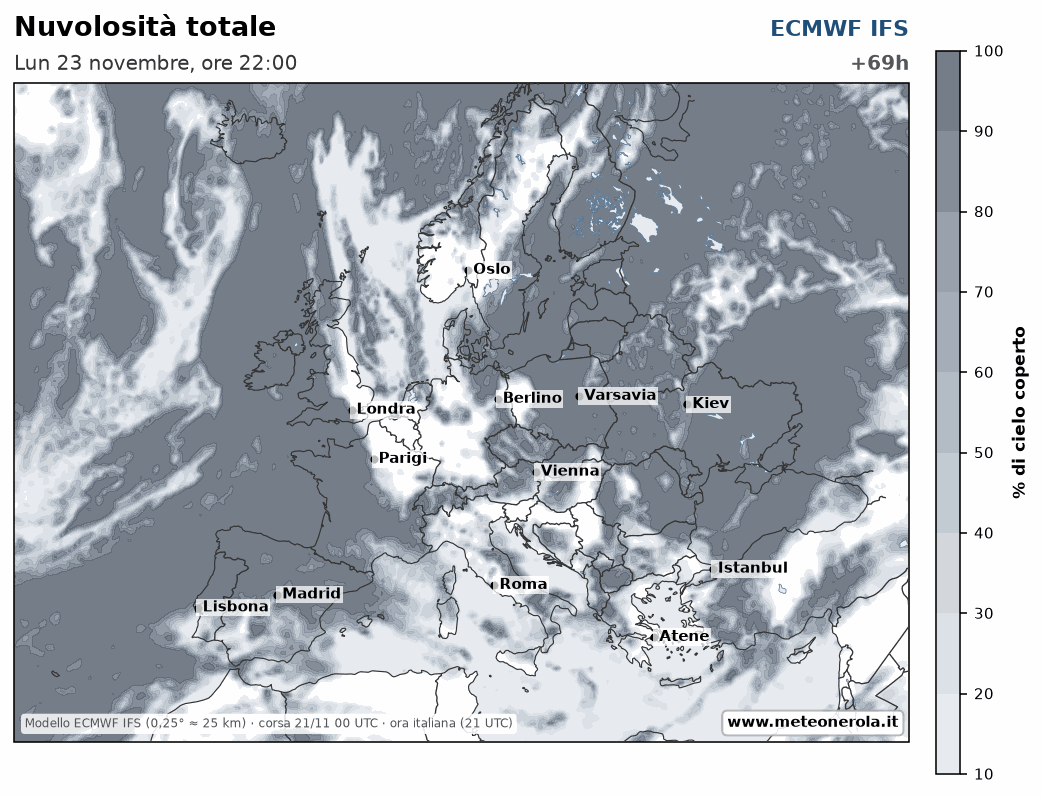 Nuvolosità totale
ECMWF IFS
Lun 23 novembre, ore 22:00
+69h
100
90
80
70
60
50
40
30
20
10
% di cielo coperto
Oslo
Berlino
Varsavia
Kiev
Londra
Parigi
Vienna
Istanbul
Roma
Madrid
Lisbona
Atene
Modello ECMWF IFS (0,25° ≈ 25 km) · corsa 21/11 00 UTC · ora italiana (21 UTC)
www.meteonerola.it